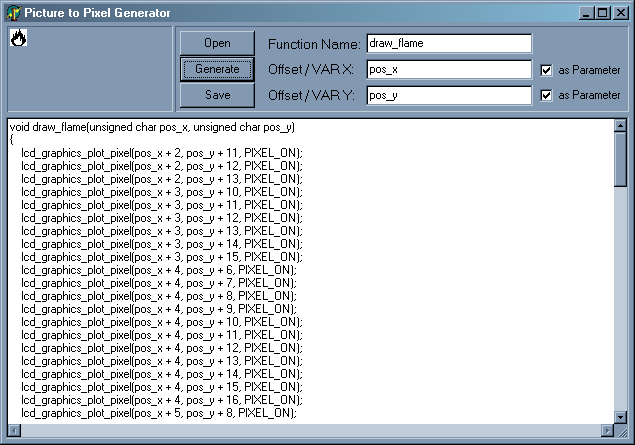 Picture to Pixel Generator
Open
Function Name: draw_flame
Generate
Offset / VAR X: pos_x
as Parameter
Save
Offset / VAR Y: pos_y
as Parameter
void draw_flame(unsigned char pos_x, unsigned char pos_y)
{
lcd_graphics_plot_pixel(pos_x + 2, pos_y + 11, PIXEL_ON);
lcd_graphics_plot_pixel(pos_x + 2, pos_y + 12, PIXEL_ON);
lcd_graphics_plot_pixel(pos_x + 2, pos_y + 13, PIXEL_ON);
lcd_graphics_plot_pixel(pos_x + 3, pos_y + 10, PIXEL_ON);
lcd_graphics_plot_pixel(pos_x + 3, pos_y + 11, PIXEL_ON);
lcd_graphics_plot_pixel(pos_x + 3, pos_y + 12, PIXEL_ON);
lcd_graphics_plot_pixel(pos_x + 3, pos_y + 13, PIXEL_ON);
lcd_graphics_plot_pixel(pos_x + 3, pos_y + 14, PIXEL_ON);
lcd_graphics_plot_pixel(pos_x + 3, pos_y + 15, PIXEL_ON);
lcd_graphics_plot_pixel(pos_x + 4, pos_y + 6, PIXEL_ON);
lcd_graphics_plot_pixel(pos_x + 4, pos_y + 7, PIXEL_ON);
lcd_graphics_plot_pixel(pos_x + 4, pos_y + 8, PIXEL_ON);
lcd_graphics_plot_pixel(pos_x + 4, pos_y + 9, PIXEL_ON);
lcd_graphics_plot_pixel(pos_x + 4, pos_y + 10, PIXEL_ON);
lcd_graphics_plot_pixel(pos_x + 4, pos_y + 11, PIXEL_ON);
lcd_graphics_plot_pixel(pos_x + 4, pos_y + 12, PIXEL_ON);
lcd_graphics_plot_pixel(pos_x + 4, pos_y + 13, PIXEL_ON);
lcd_graphics_plot_pixel(pos_x + 4, pos_y + 14, PIXEL_ON);
lcd_graphics_plot_pixel(pos_x + 4, pos_y + 15, PIXEL_ON);
lcd_graphics_plot_pixel(pos_x + 4, pos_y + 16, PIXEL_ON);
lcd_graphics_plot_pixel(pos_x + 5, pos_y + 8, PIXEL_ON);